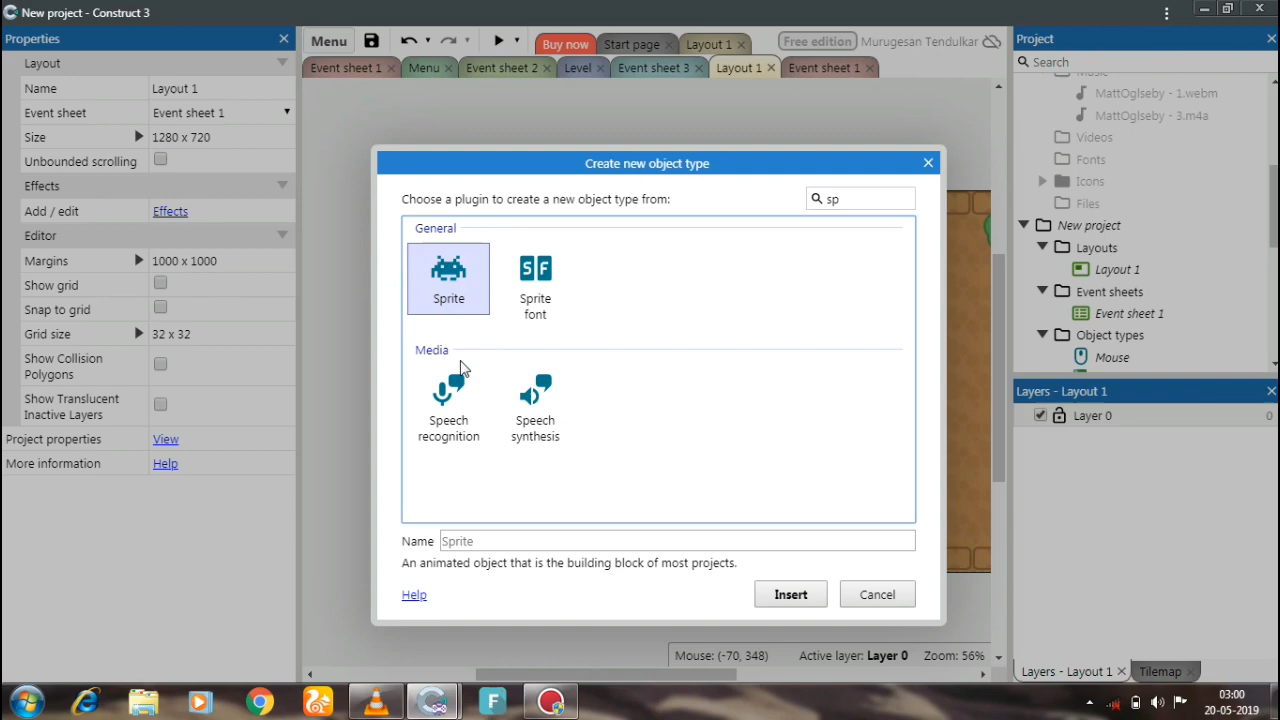 New project - Construct 3
Properties
Layout
Name Layout 1
Event sheet Event sheet 1
Size 1280 x 720
Unbounded scrolling
Effects
Add / edit Effects
Editor
Margins 1000 x 1000
Show grid
Snap to grid
Grid size 32 x 32
Show Collision
Polygons
Show Translucent
Inactive Layers
Project properties View
More information Help
Menu
Buy now Start page Layout 1 Free edition Murugesan Tendulkar
Event sheet 1 Menu Event sheet 2 Level Event sheet 3 Layout 1 Event sheet 1
Create new object type
Choose a plugin to create a new object type from: sp
General
Sprite
Sprite
font
SF
Media
Speech
recognition
Speech
synthesis
Name Sprite
An animated object that is the building block of most projects.
Help Insert Cancel
Mouse: (-70, 348) Active layer: Layer 0 Zoom: 56%
Project
Search
Music
MattOglseby - 1.webm
MattOglseby - 3.m4a
Videos
Fonts
Icons
Files
New project
Layouts
Layout 1
Event sheets
Event sheet 1
Object types
Mouse
Layers - Layout 1
Layer 0 0
Layers - Layout 1 Tilemap
F
03:00
20-05-2019